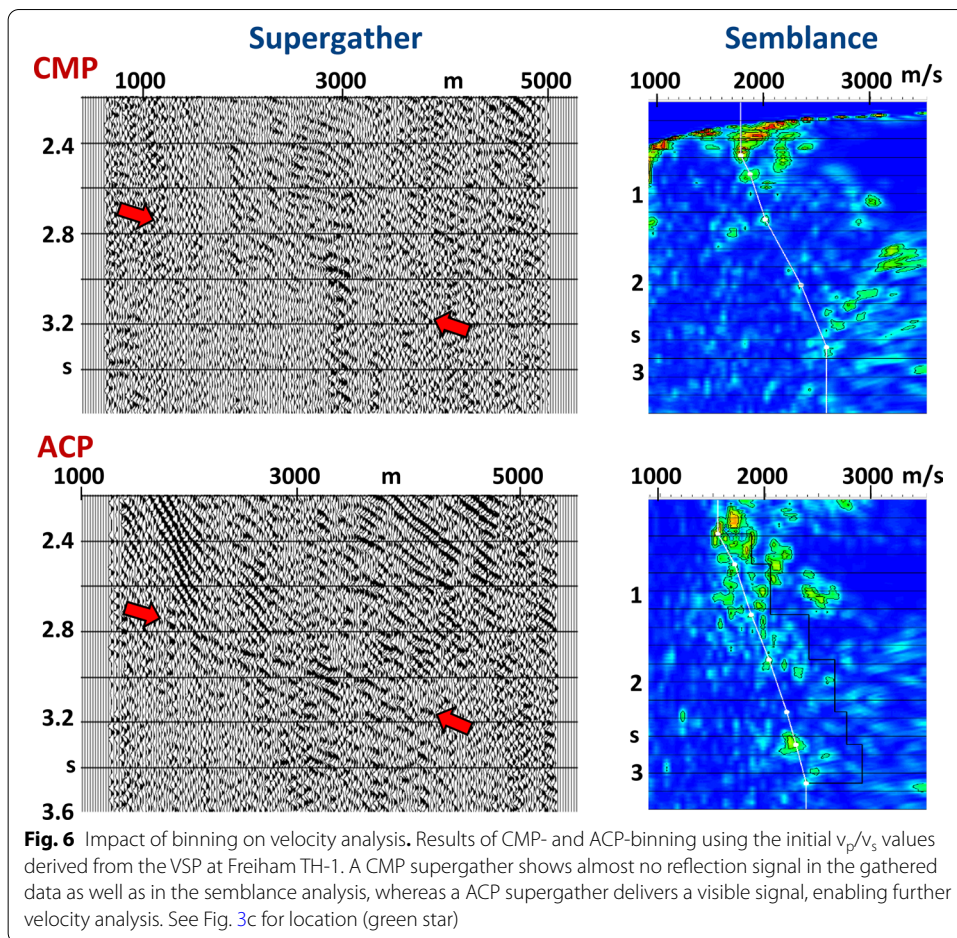 Supergather Semblance
CMP
1000 3000 m 5000
1000 2000 3000 m/s
2.4
2.8
3.2
s
1
2
s
3
ACP
1000 3000 m 5000
1000 2000 3000 m/s
2.4
2.8
3.2
s
3.6
1
2
s
3
Fig. 6 Impact of binning on velocity analysis. Results of CMP- and ACP-binning using the initial vp/vs values
derived from the VSP at Freiham TH-1. A CMP supergather shows almost no reflection signal in the gathered
data as well as in the semblance analysis, whereas a ACP supergather delivers a visible signal, enabling further
velocity analysis. See Fig. 3c for location (green star)